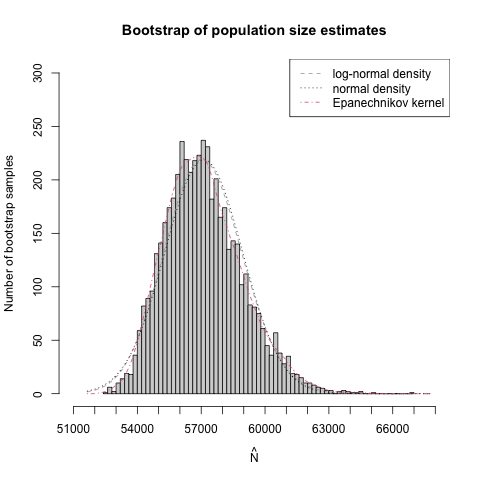 Bootstrap of population size estimates
log-normal density
normal density
Epanechnikov kernel
Number of bootstrap samples
300
250
200
150
100
50
0
51000 54000 57000 60000 63000 66000
N̂